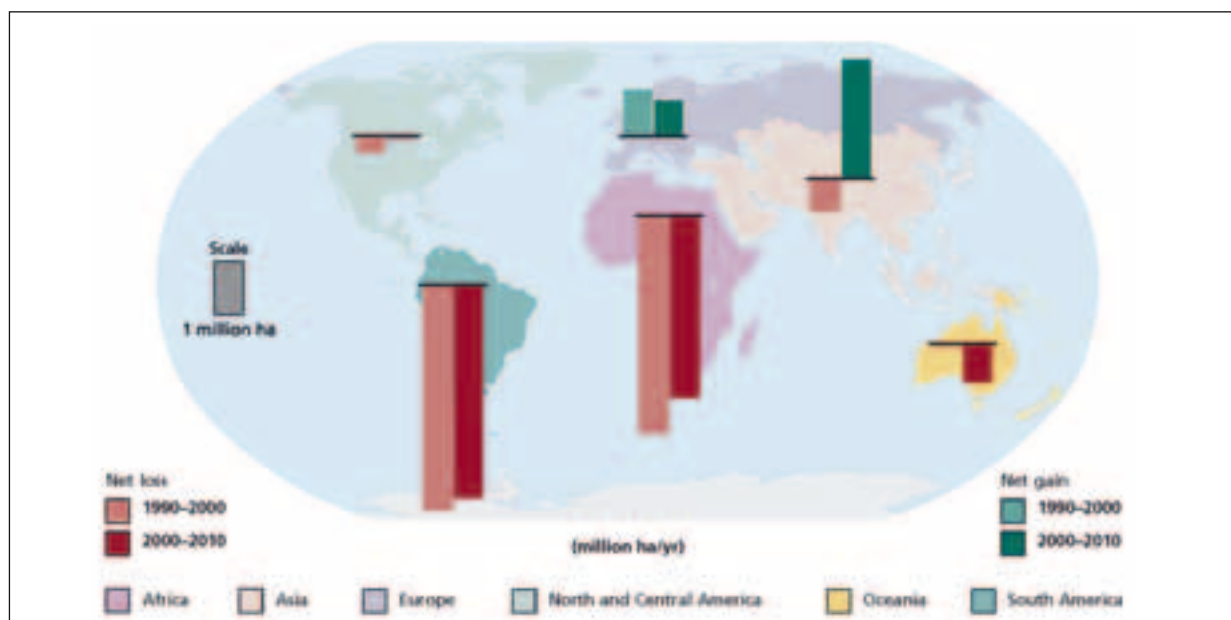 Scale
1 million ha
Net loss
1990–2000
2000–2010
Net gain
1990–2000
2000–2010
(million ha/yr)
Africa
Asia
Europe
North and Central America
Oceania
South America